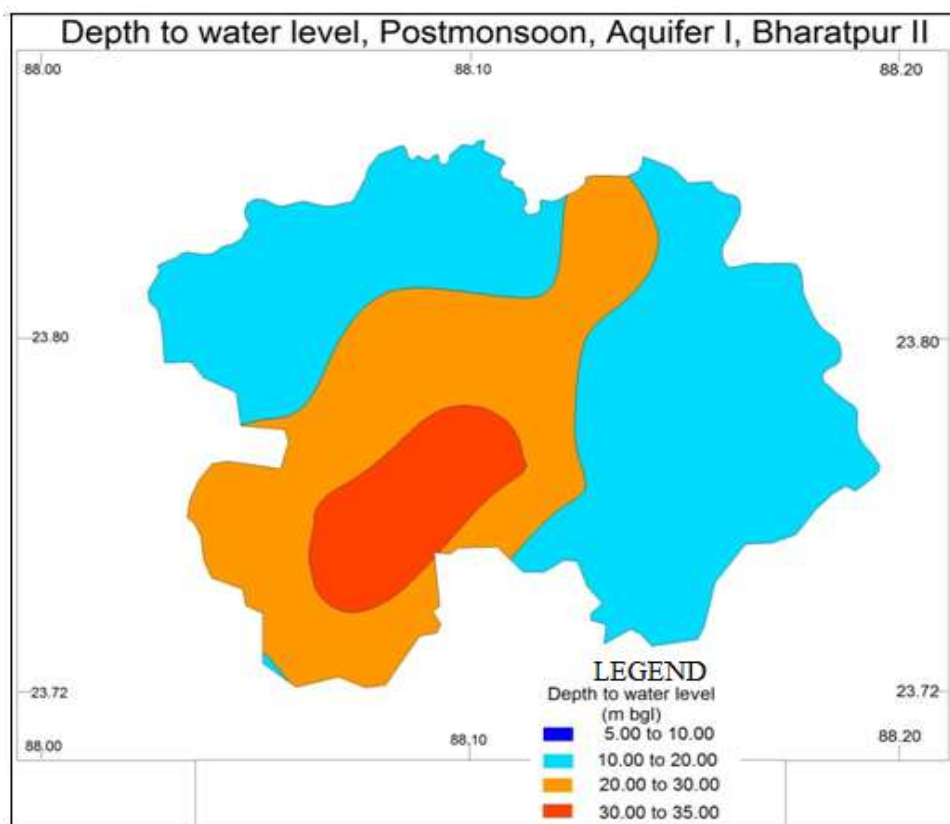 Depth to water level, Postmonsoon, Aquifer I, Bharatpur II
88.00 88.10 88.20
23.80 23.80
23.72 23.72
88.00 88.10 88.20
LEGEND
Depth to water level
(m bgl)
5.00 to 10.00
10.00 to 20.00
20.00 to 30.00
30.00 to 35.00